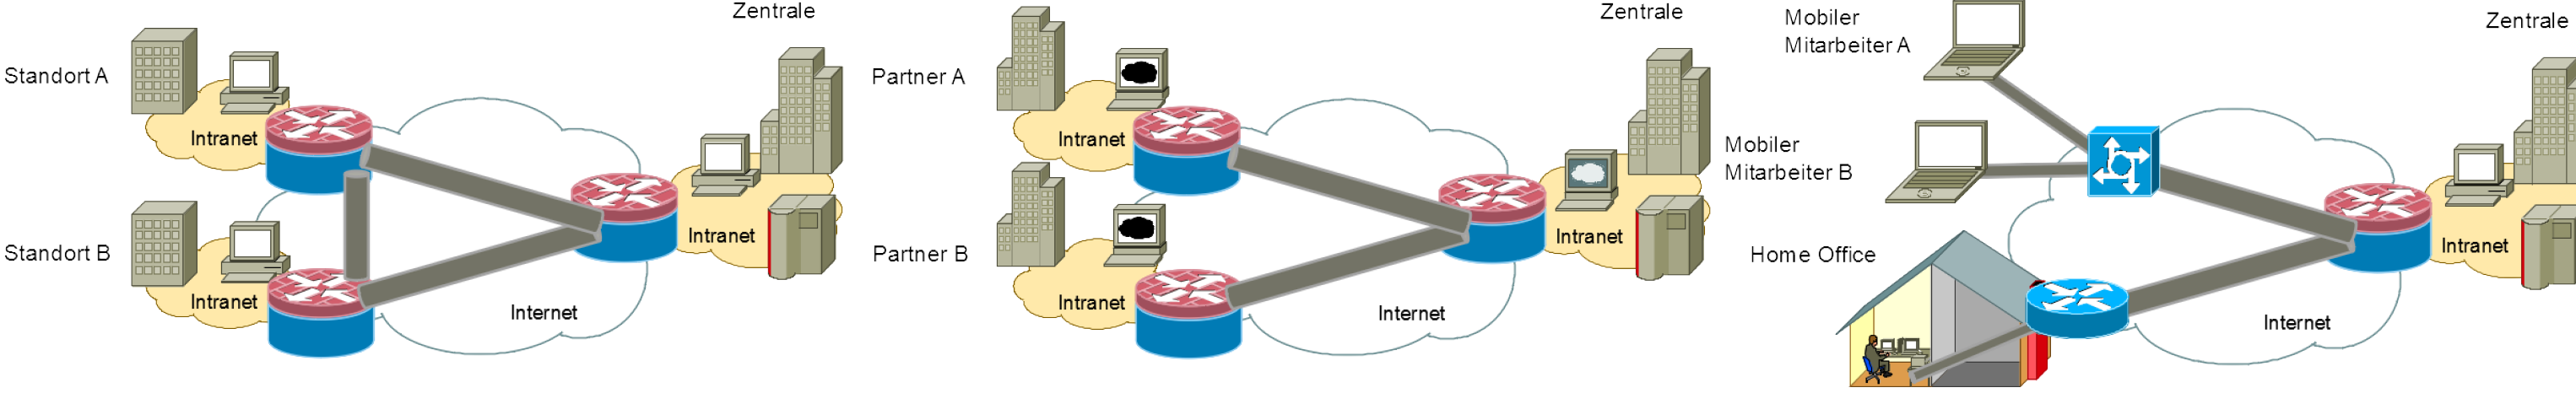 Zentrale
Standort A
Intranet
Standort B
Intranet
Intranet
Internet
Zentrale
Partner A
Intranet
Partner B
Intranet
Intranet
Internet
Mobiler
Mitarbeiter A
Zentrale
Mobiler
Mitarbeiter B
Home Office
Intranet
Internet